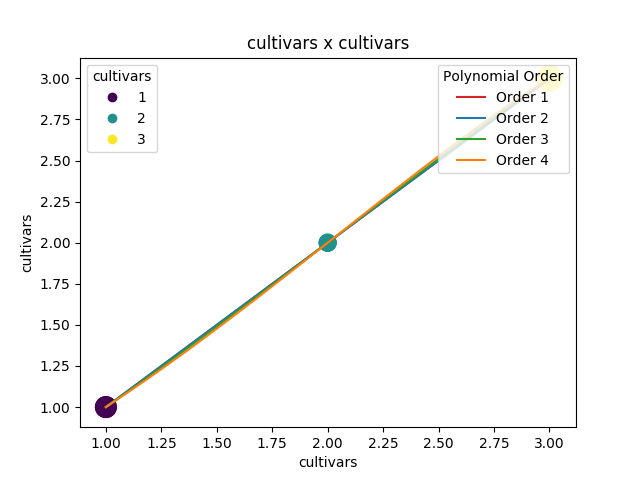 cultivars x cultivars
cultivars
1
2
3
Polynomial Order
Order 1
Order 2
Order 3
Order 4
3.00
2.75
2.50
2.25
2.00
1.75
1.50
1.25
1.00
cultivars
1.00
1.25
1.50
1.75
2.00
2.25
2.50
2.75
3.00
cultivars